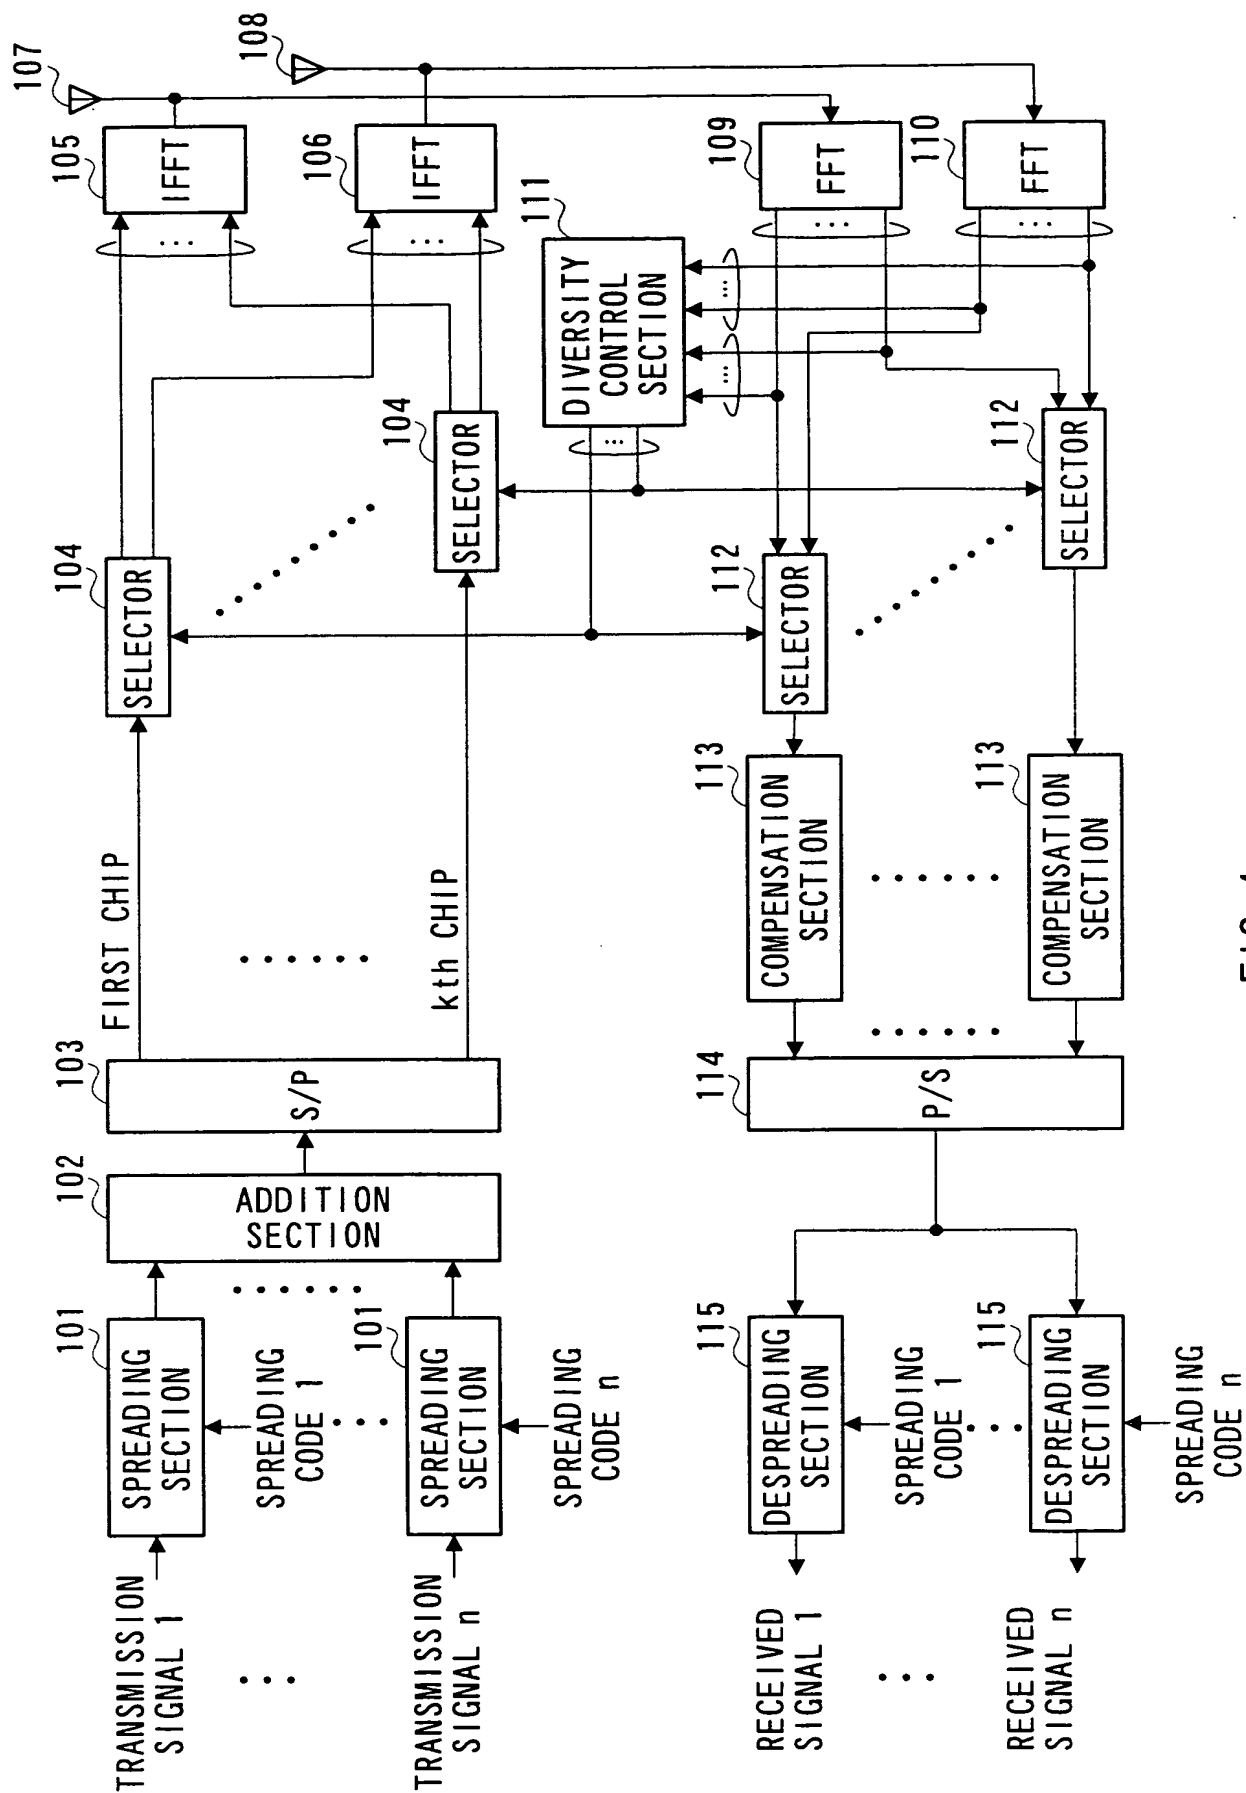 TRANSMISSION
SIGNAL 1
TRANSMISSION
SIGNAL n
101
SPREADING
SECTION
SPREADING
CODE 1
101
SPREADING
SECTION
SPREADING
CODE n
102
ADDITION
SECTION
103
S/P
FIRST CHIP
kth CHIP
104
SELECTOR
104
SELECTOR
105
IFFT
106
IFFT
107
108
109
FFT
110
FFT
111
DIVERSITY
CONTROL
SECTION
112
SELECTOR
112
SELECTOR
113
COMPENSATION
SECTION
113
COMPENSATION
SECTION
114
P/S
115
DESPREADING
SECTION
SPREADING
CODE 1
115
DESPREADING
SECTION
SPREADING
CODE n
RECEIVED
SIGNAL 1
RECEIVED
SIGNAL n